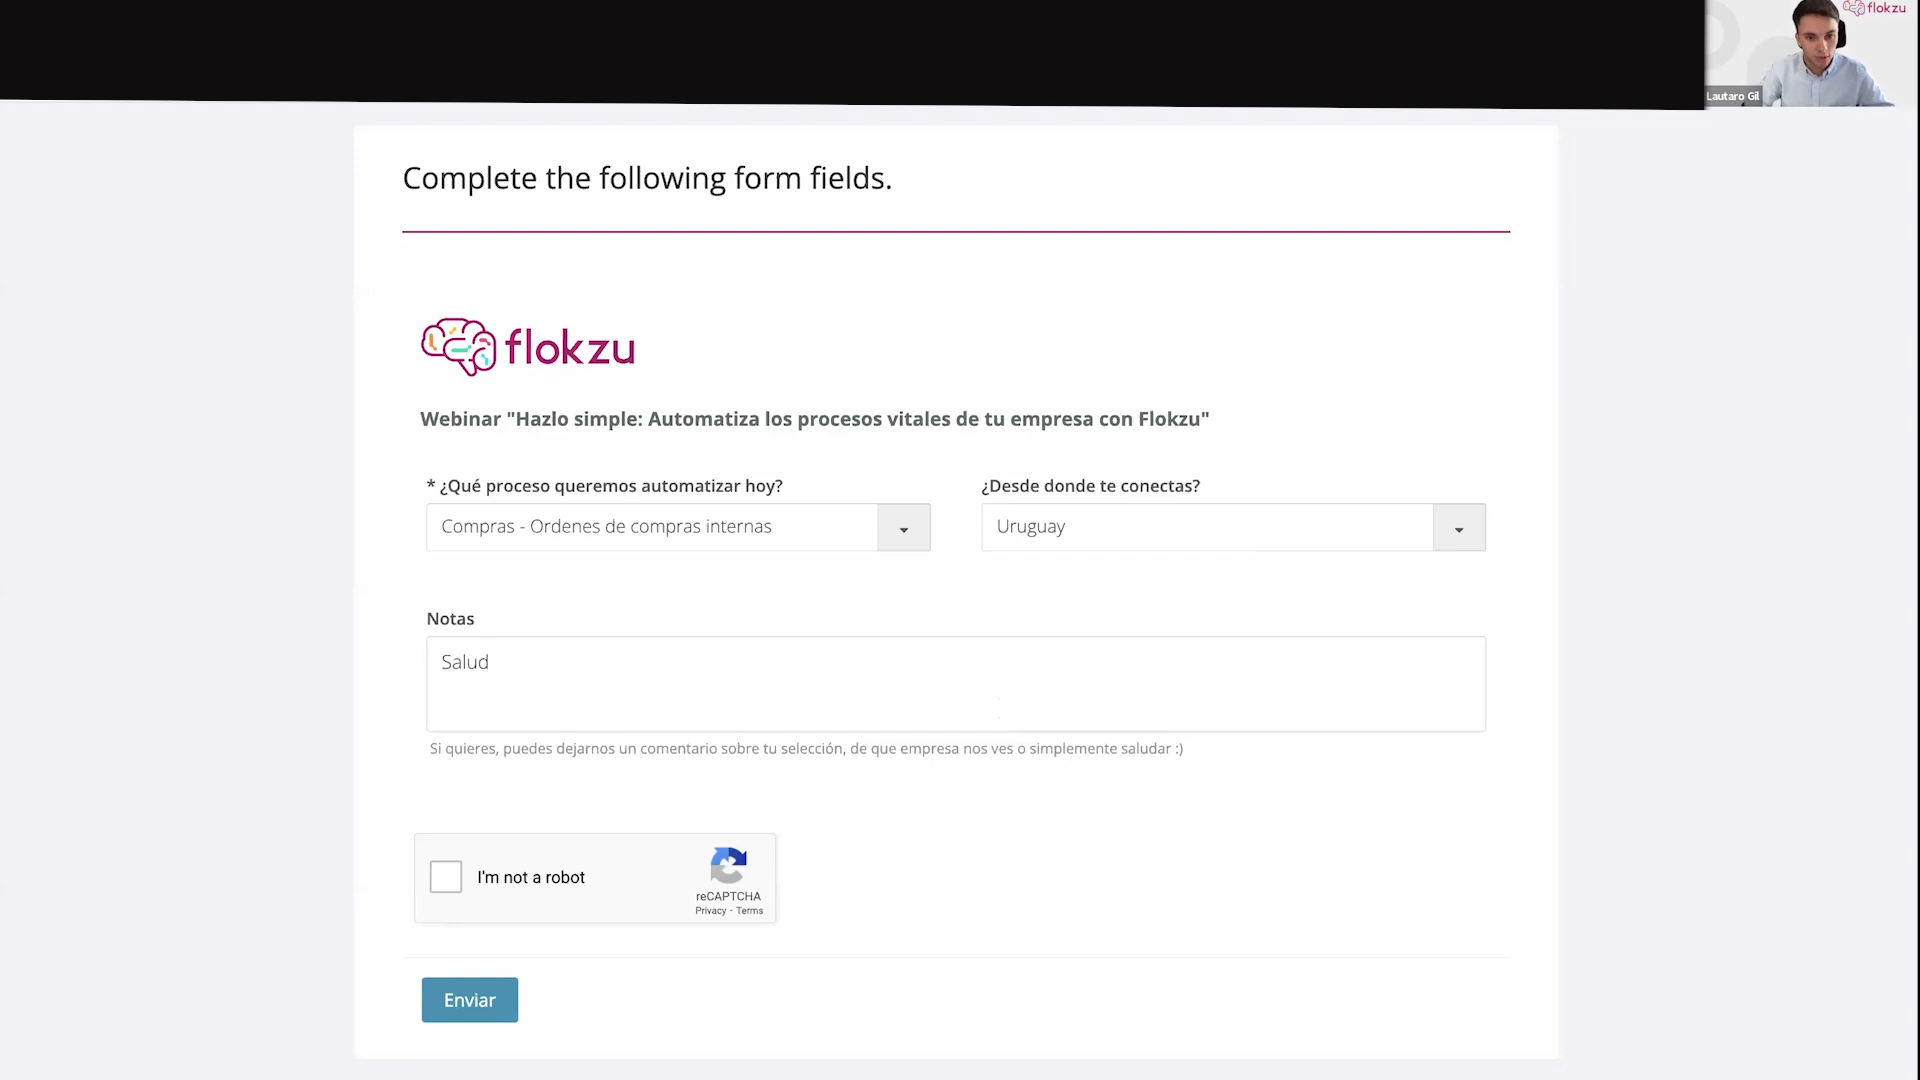 flokzu
Lautaro Gil
Complete the following form fields.
flokzu
Webinar "Hazlo simple: Automatiza los procesos vitales de tu empresa con Flokzu"
* ¿Qué proceso queremos automatizar hoy?
¿Desde donde te conectas?
Compras - Ordenes de compras internas
Uruguay
Notas
Salud
Si quieres, puedes dejarnos un comentario sobre tu selección, de que empresa nos ves o simplemente saludar :)
I'm not a robot
reCAPTCHA
Privacy - Terms
Enviar